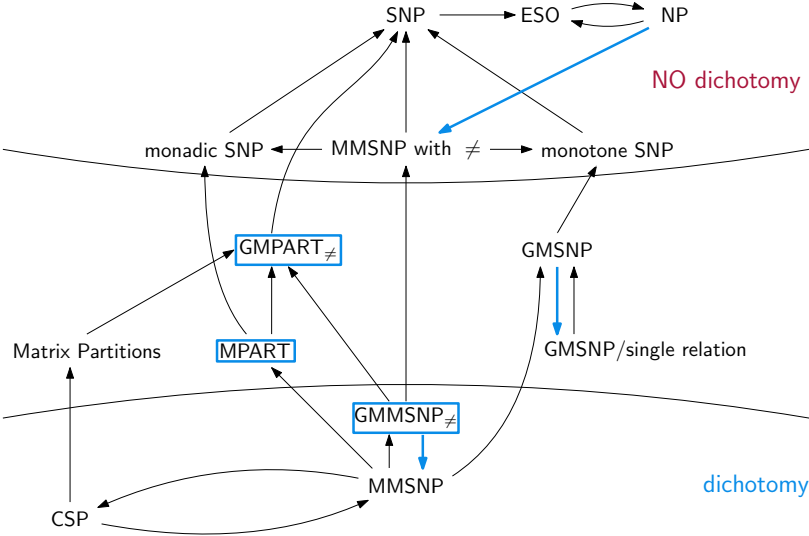 SNP ESO NP
NO dichotomy
monadic SNP MMSNP with ≠ monotone SNP
GMPART≠ GMSNP
Matrix Partitions MPART GMSNP/single relation
GMMSNP≠
MMSNP dichotomy
CSP